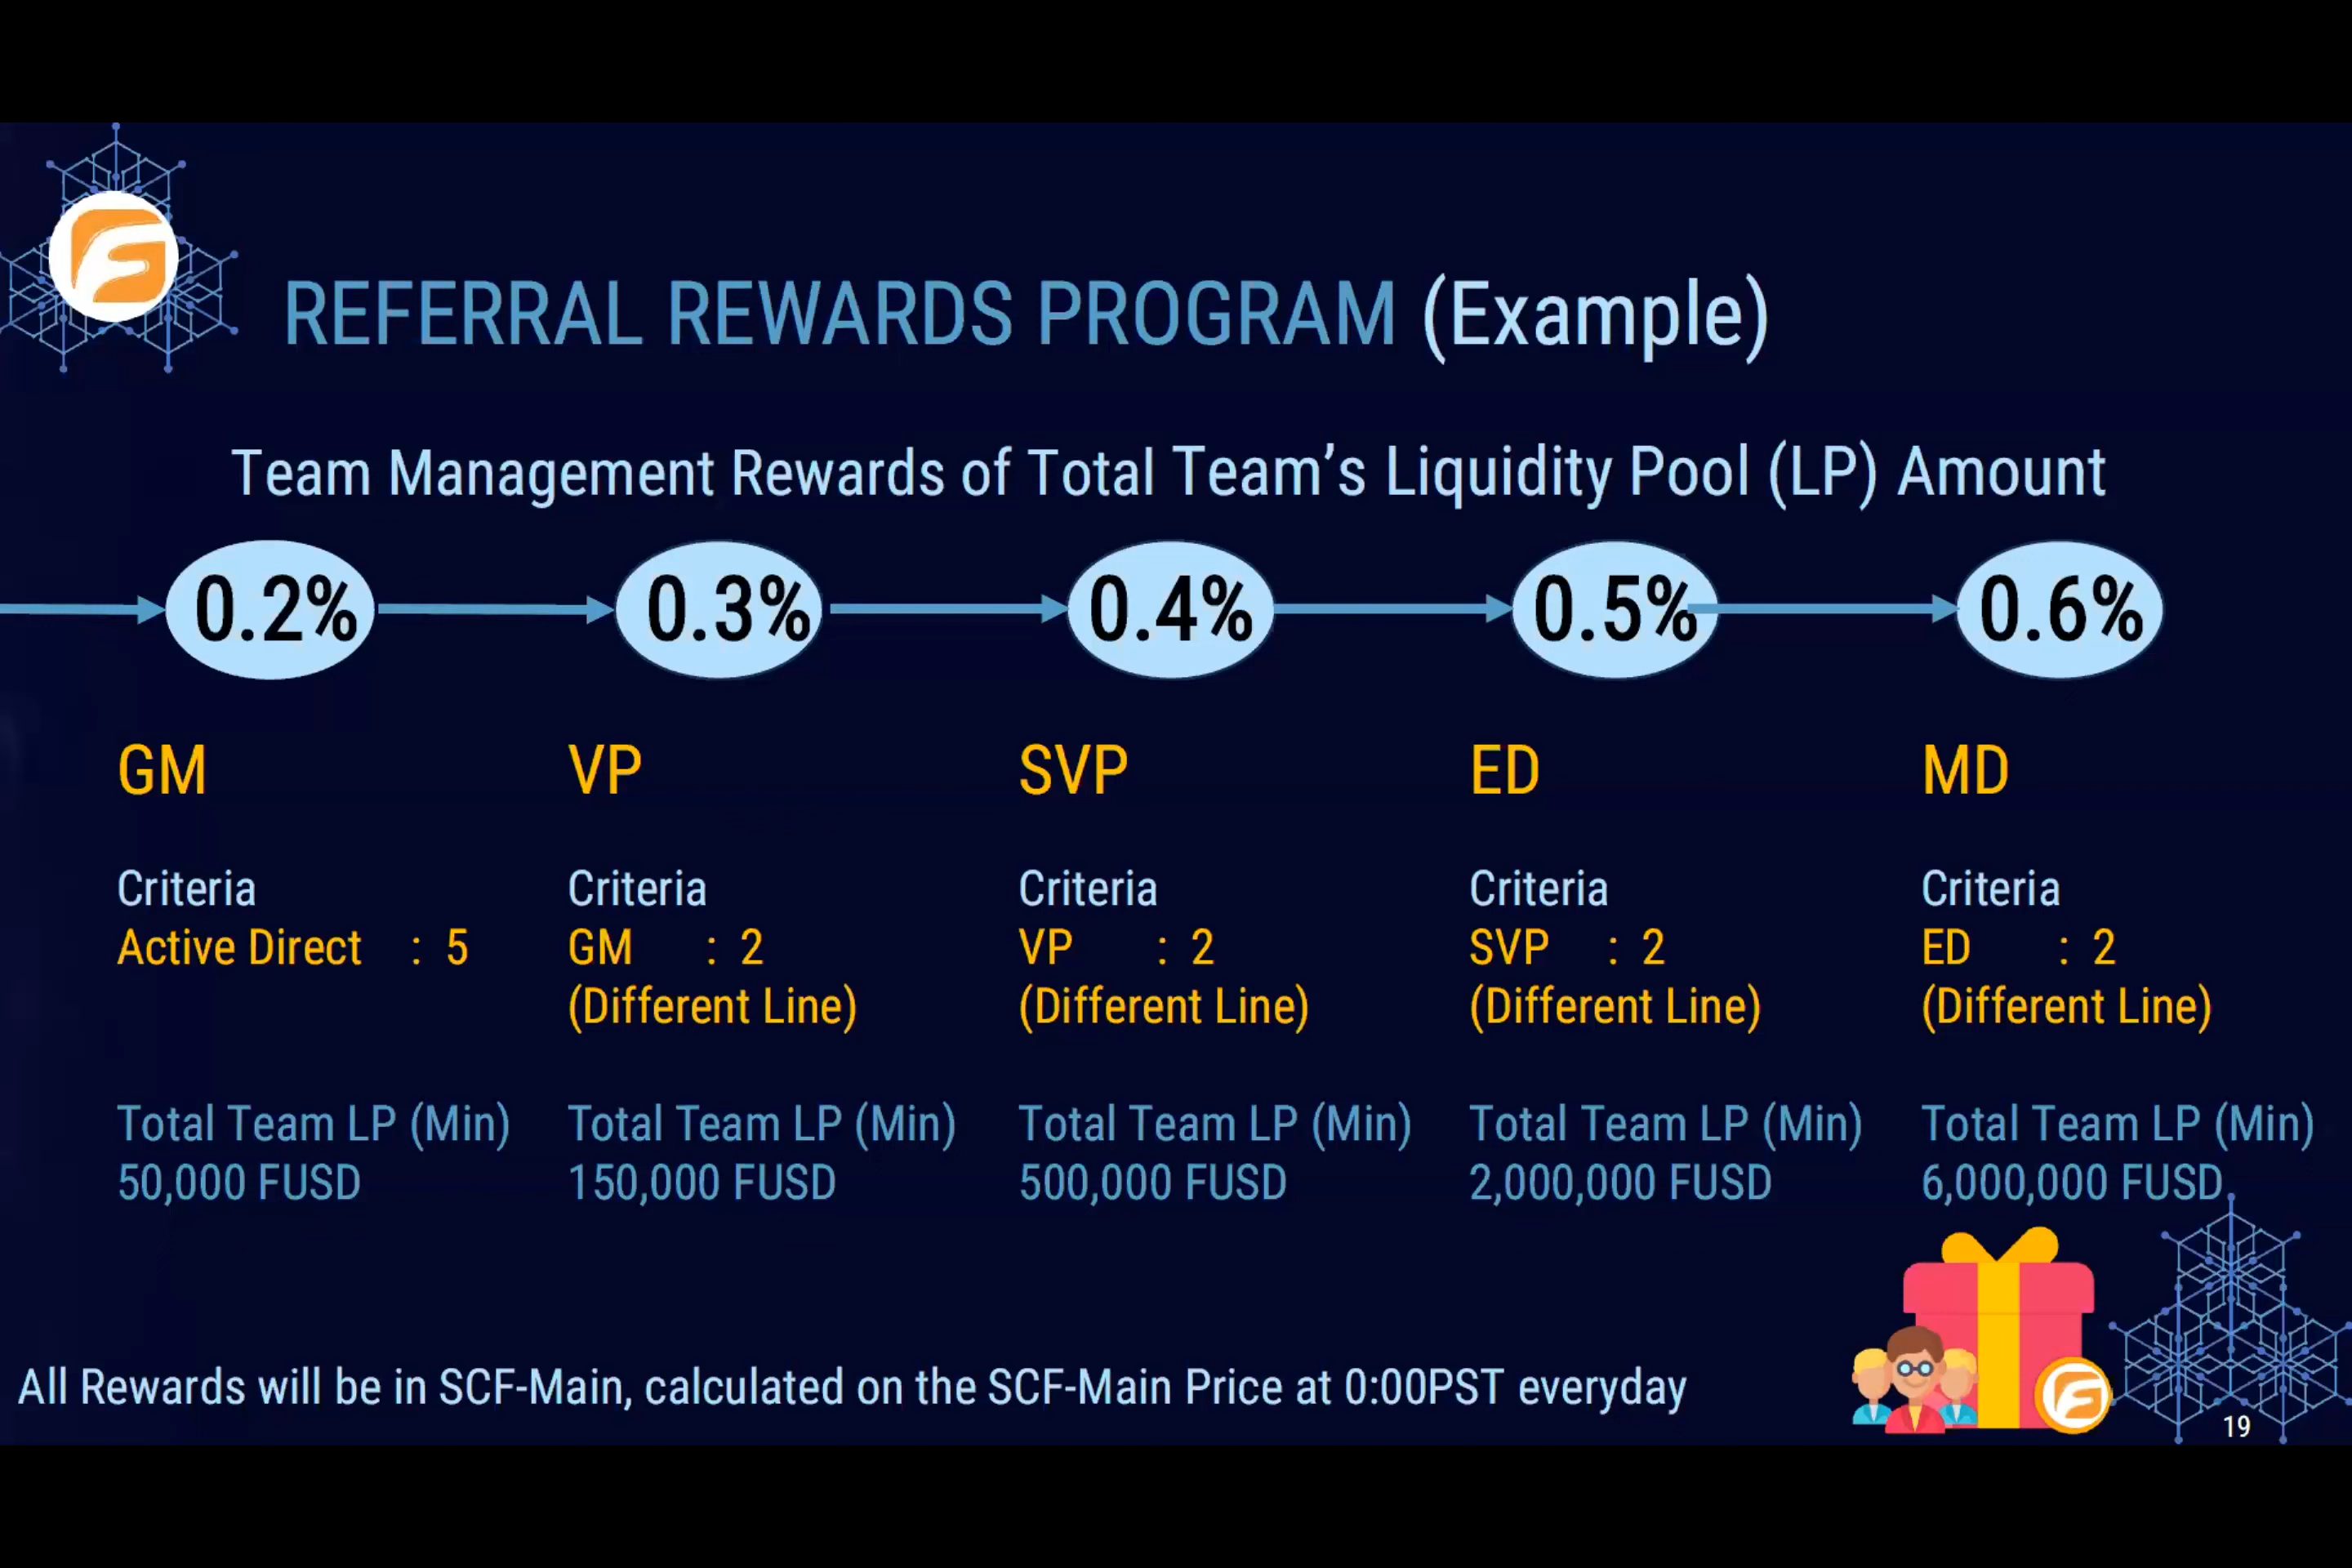 REFERRAL REWARDS PROGRAM (Example)
Team Management Rewards of Total Team's Liquidity Pool (LP) Amount
0.2%
0.3%
0.4%
0.5%
0.6%
GM
Criteria
Active Direct : 5
Total Team LP (Min)
50,000 FUSD
VP
Criteria
GM : 2
(Different Line)
Total Team LP (Min)
150,000 FUSD
SVP
Criteria
VP : 2
(Different Line)
Total Team LP (Min)
500,000 FUSD
ED
Criteria
SVP : 2
(Different Line)
Total Team LP (Min)
2,000,000 FUSD
MD
Criteria
ED : 2
(Different Line)
Total Team LP (Min)
6,000,000 FUSD
All Rewards will be in SCF-Main, calculated on the SCF-Main Price at 0:00PST everyday
19